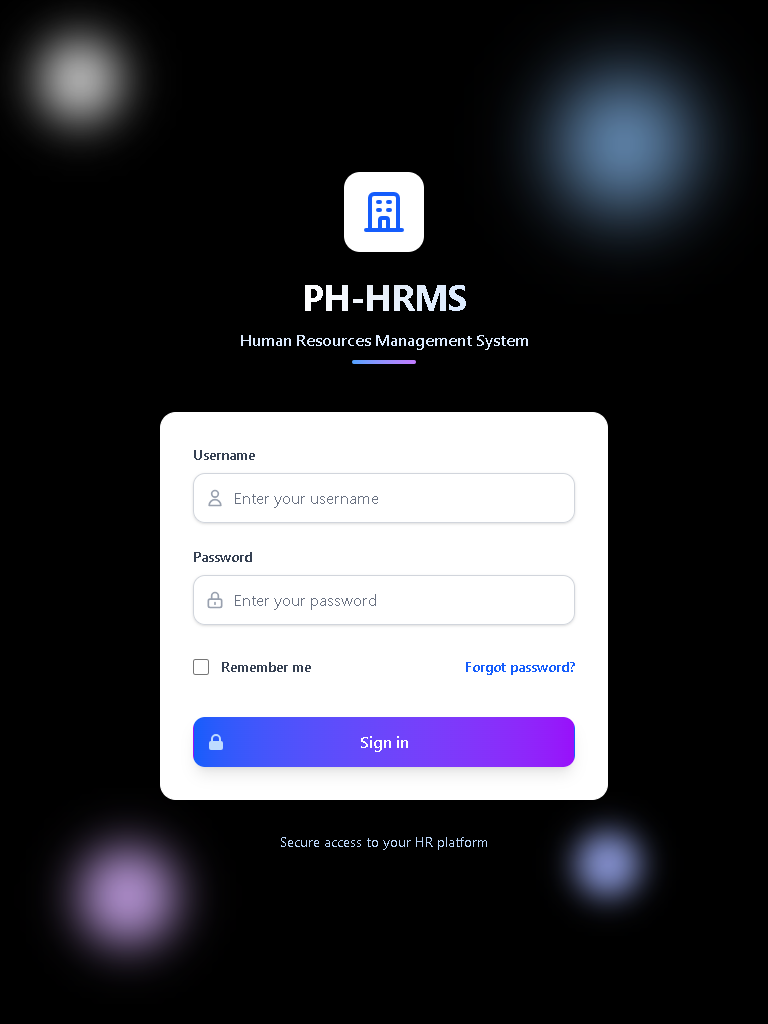 PH-HRMS
Human Resources Management System
Username
Enter your username
Password
Enter your password
Remember me
Forgot password?
Sign in
Secure access to your HR platform